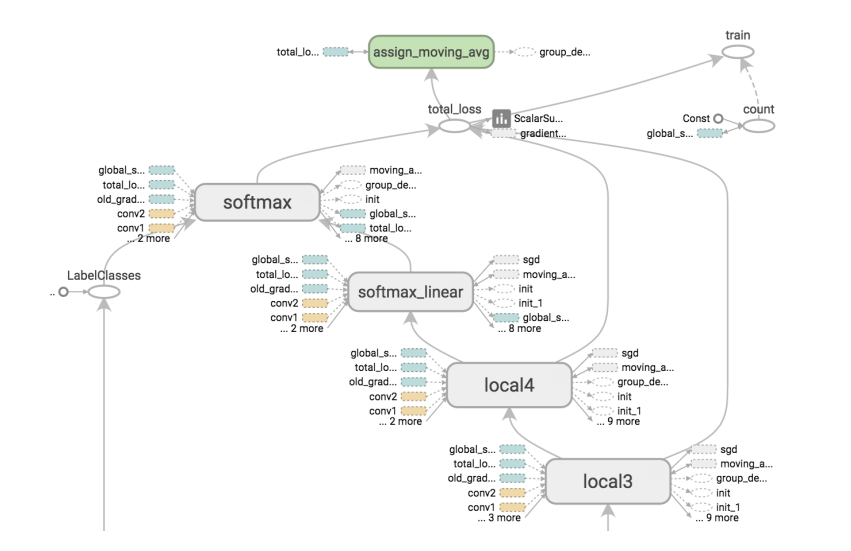 train
total_lo...
assign_moving_avg
group_de...
total_loss
ScalarSu...
gradient...
Const
count
global_s...
global_s...
total_lo...
old_grad...
conv2
conv1
... 2 more
softmax
moving_a...
group_de...
init
global_s...
total_lo...
... 8 more
LabelClasses
..
global_s...
total_lo...
old_grad...
conv2
conv1
... 2 more
softmax_linear
sgd
moving_a...
init
init_1
global_s...
... 8 more
global_s...
total_lo...
old_grad...
conv2
conv1
... 2 more
local4
sgd
moving_a...
group_de...
init
init_1
... 9 more
global_s...
total_lo...
old_grad...
conv2
conv1
... 3 more
local3
sgd
moving_a...
group_de...
init
init_1
... 9 more